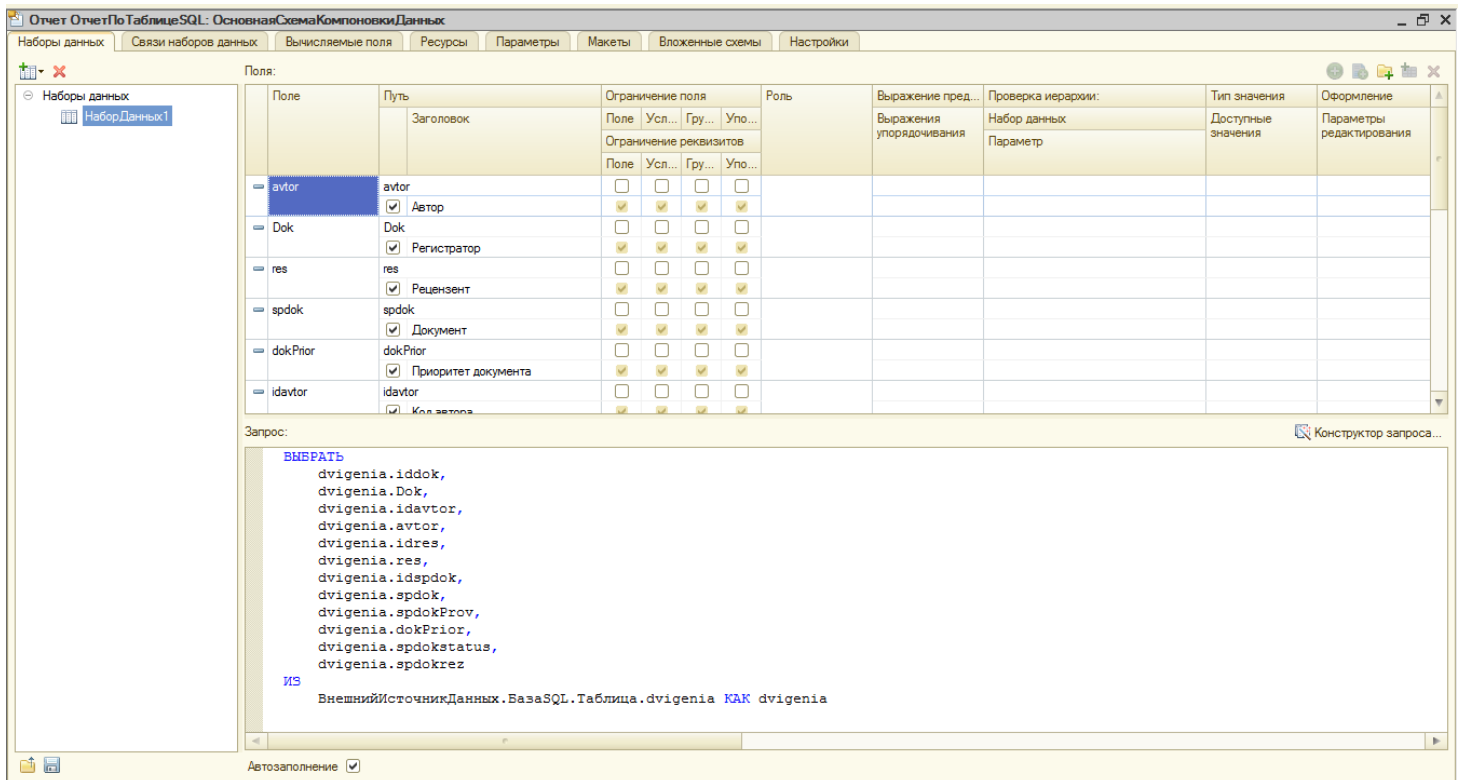 Отчет ОтчетПоТаблицеSQL: ОсновнаяСхемаКомпоновкиДанных
Наборы данных Связи наборов данных Вычисляемые поля Ресурсы Параметры Макеты Вложенные схемы Настройки
Поля:
Наборы данных
НаборДанных1
Поле Путь Ограничение поля Роль Выражение пред... Проверка иерархии: Тип значения Оформление
Заголовок Поле Усл... Гру... Упо... Выражения упорядочивания Набор данных Доступные значения Параметры редактирования
Ограничение реквизитов Параметр
Поле Усл... Гру... Упо...
avtor avtor
Автор
Dok Dok
Регистратор
res res
Рецензент
spdok spdok
Документ
dokPrior dokPrior
Приоритет документа
idavtor idavtor
Код автора
Запрос:
Конструктор запроса...
ВЫБРАТЬ
dvigenia.iddok,
dvigenia.Dok,
dvigenia.idavtor,
dvigenia.avtor,
dvigenia.idres,
dvigenia.res,
dvigenia.idspdok,
dvigenia.spdok,
dvigenia.spdokProv,
dvigenia.dokPrior,
dvigenia.spdokstatus,
dvigenia.spdokrez
ИЗ
ВнешнийИсточникДанных.БазаSQL.Таблица.dvigenia КАК dvigenia
Автозаполнение